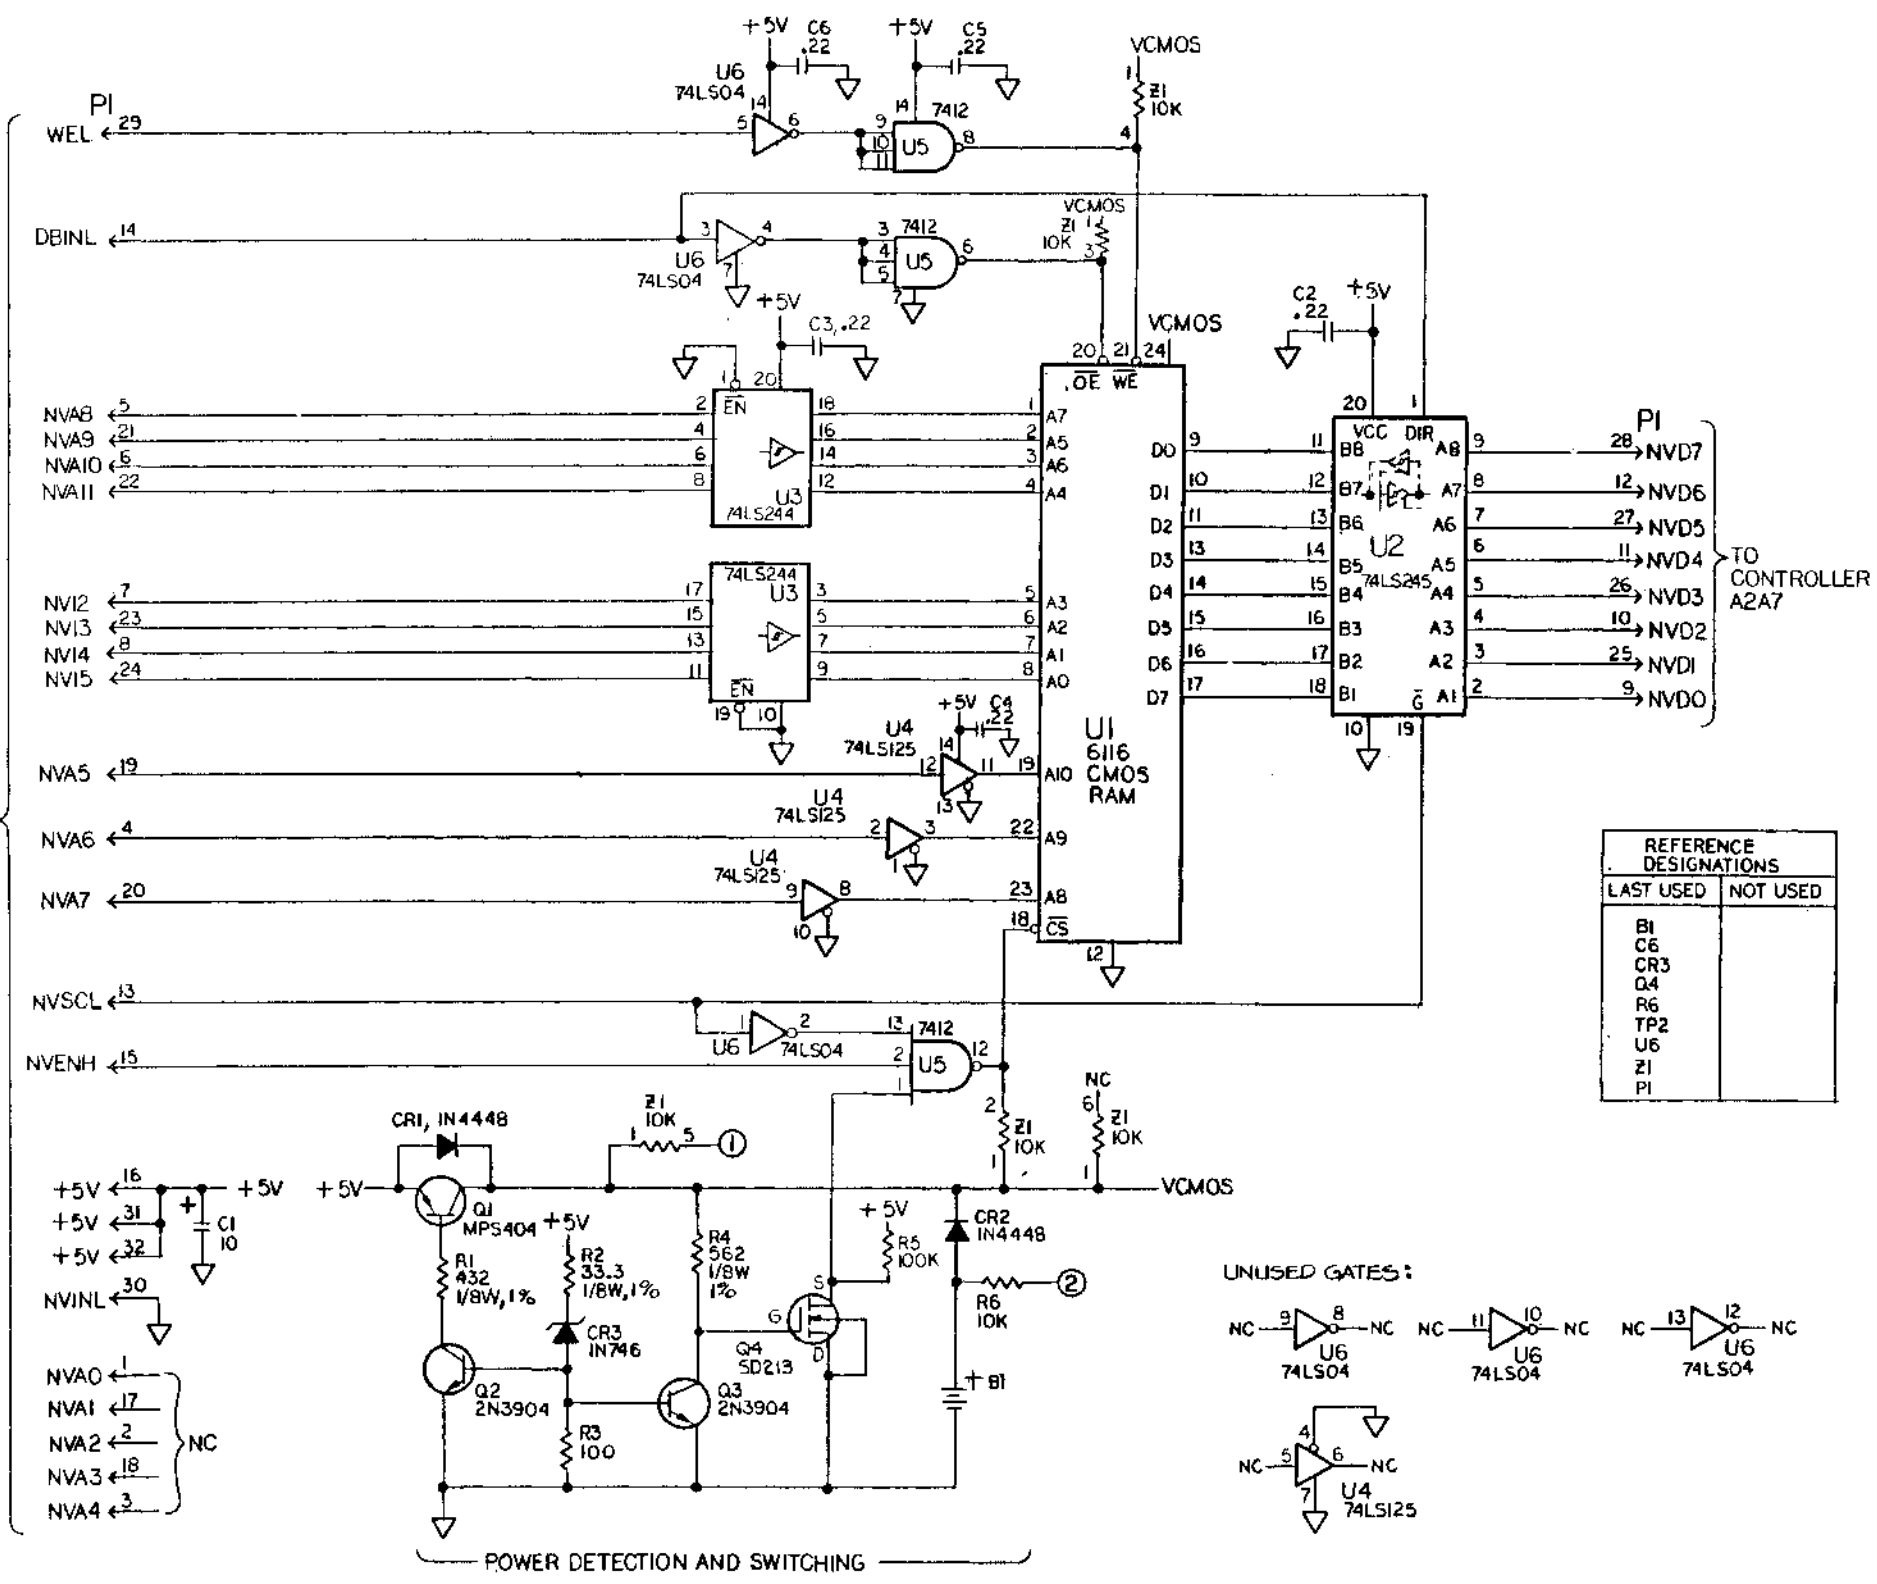 +5V
C6
.22
+5V
C5
.22
VCMOS
1
Z1
10K
4
U6
74LS04
14
5
6
14
7412
9
10
11
U5
8
P1
WEL 29
DBINL 14
3
4
U6
74LS04
7
7412
3
4
5
U5
6
7
VCMOS
1
Z1
10K
3
+5V
C3, .22
1
20
EN
NVA8 5
2
18
1
A7
NVA9 21
4
16
2
A5
NVA10 6
6
14
3
A6
NVA11 22
8
12
4
A4
U3
74LS244
74LS244
U3
NV12 7
17
3
5
A3
NV13 23
15
5
6
A2
NV14 8
13
7
7
A1
NV15 24
11
9
8
A0
EN
19
10
20
21
24
VCMOS
OE WE
D0 9
D1 10
D2 11
D3 13
D4 14
D5 15
D6 16
D7 17
U1
6116
CMOS
RAM
C2
.22
+5V
20
1
VCC DIR
11 B8
A8 9
28 NVD7
12 B7
A7 8
12 NVD6
13 B6
A6 7
27 NVD5
14 B5
A5 6
11 NVD4
15 B4
A4 5
26 NVD3
16 B3
A3 4
10 NVD2
17 B2
A2 3
25 NVD1
18 B1
A1 2
9 NVD0
U2
74LS245
G
10
19
P1
TO
CONTROLLER
A2A7
+5V
C4
.22
U4
74LS125
14
NVA5 19
12
11
19
A10
13
U4
74LS125
NVA6 4
2
3
22
A9
1
U4
74LS125
NVA7 20
9
8
23
A8
10
18
CS
12
NVSCL 13
1
2
U6
74LS04
13
7412
NVENH 15
2
U5
12
1
2
Z1
10K
1
NC
6
Z1
10K
1
VCMOS
CR1, 1N4448
Z1
10K
1
5
1
+5V 16
+5V 31
+5V 32
+
C1
10
+5V
+5V
Q1
MPS404
+5V
R1
432
1/8W, 1%
R2
33.3
1/8W, 1%
CR3
1N746
R4
562
1/8W
1%
+5V
R5
100K
CR2
1N4448
R6
10K
2
S
G
D
Q4
SD213
Q2
2N3904
Q3
2N3904
R3
100
+ B1
NVINL 30
NVA0 1
NVA1 17
NVA2 2
NVA3 18
NVA4 3
NC
POWER DETECTION AND SWITCHING
REFERENCE
DESIGNATIONS
LAST USED
NOT USED
B1
C6
CR3
Q4
R6
TP2
U6
Z1
P1
UNUSED GATES:
NC 9
8 NC
U6
74LS04
NC 11
10 NC
U6
74LS04
NC 13
12 NC
U6
74LS04
4
NC 5
6 NC
7
U4
74LS125